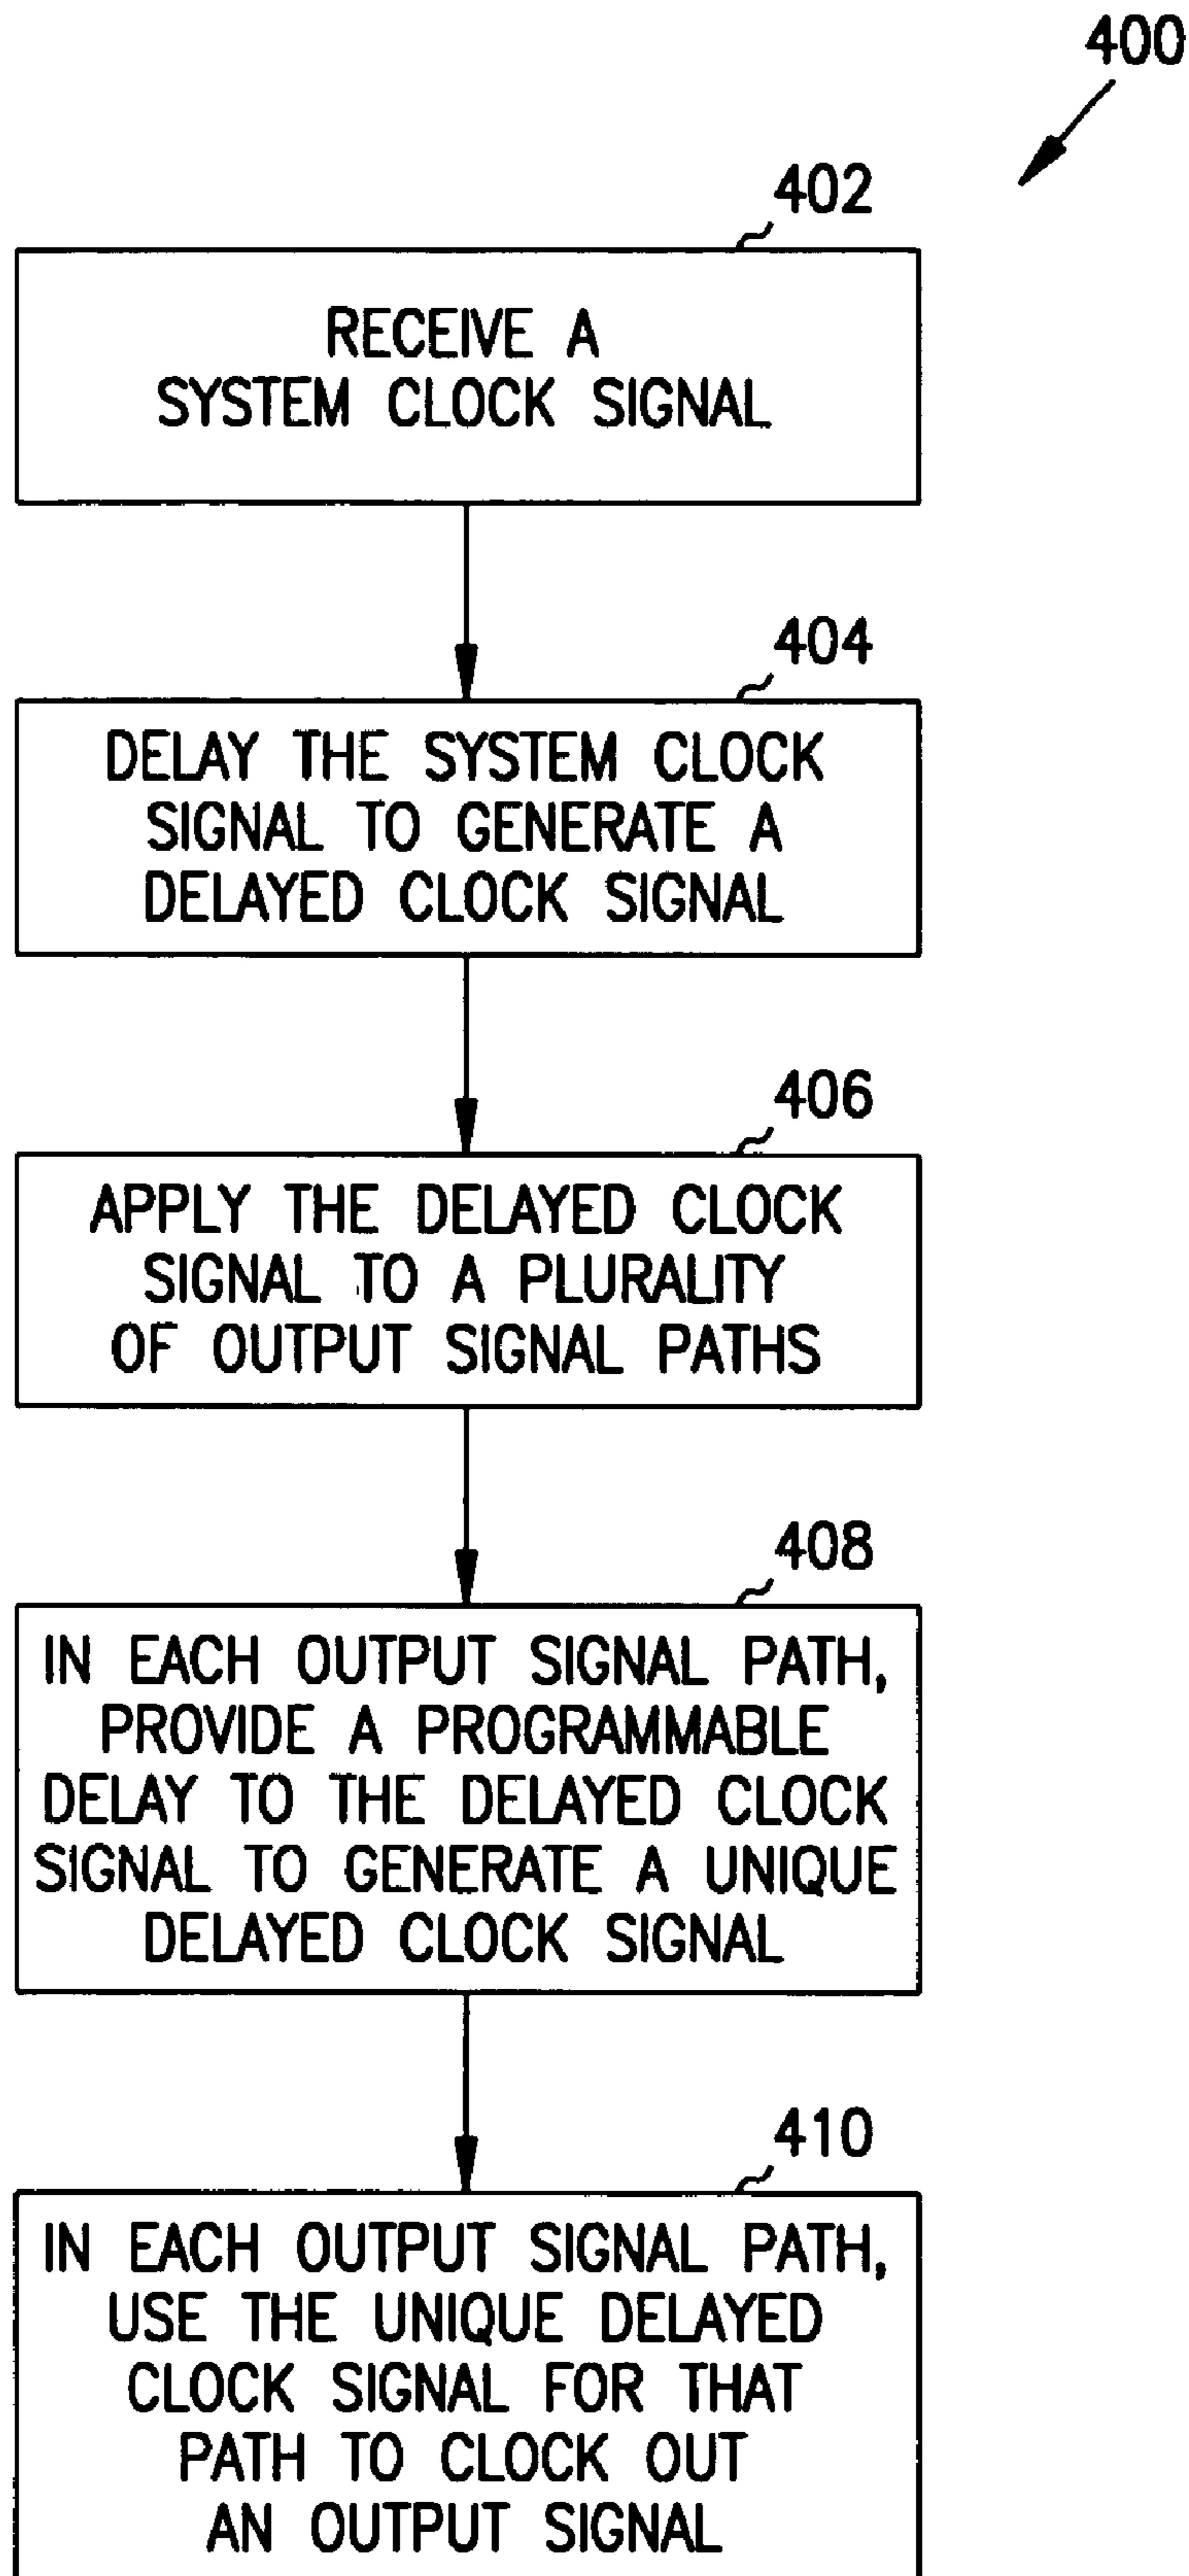 400
402
RECEIVE A
SYSTEM CLOCK SIGNAL
404
DELAY THE SYSTEM CLOCK
SIGNAL TO GENERATE A
DELAYED CLOCK SIGNAL
406
APPLY THE DELAYED CLOCK
SIGNAL TO A PLURALITY
OF OUTPUT SIGNAL PATHS
408
IN EACH OUTPUT SIGNAL PATH,
PROVIDE A PROGRAMMABLE
DELAY TO THE DELAYED CLOCK
SIGNAL TO GENERATE A UNIQUE
DELAYED CLOCK SIGNAL
410
IN EACH OUTPUT SIGNAL PATH,
USE THE UNIQUE DELAYED
CLOCK SIGNAL FOR THAT
PATH TO CLOCK OUT
AN OUTPUT SIGNAL